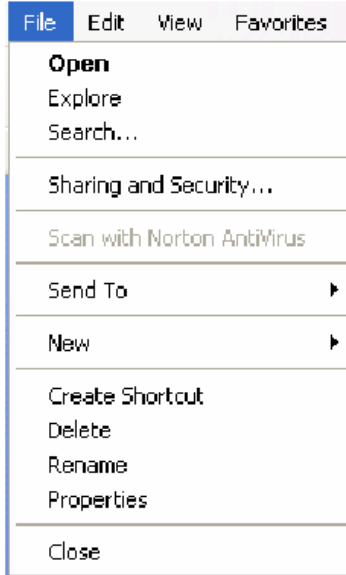 File Edit View Favorites
Open
Explore
Search...
Sharing and Security...
Scan with Norton AntiVirus
Send To
New
Create Shortcut
Delete
Rename
Properties
Close